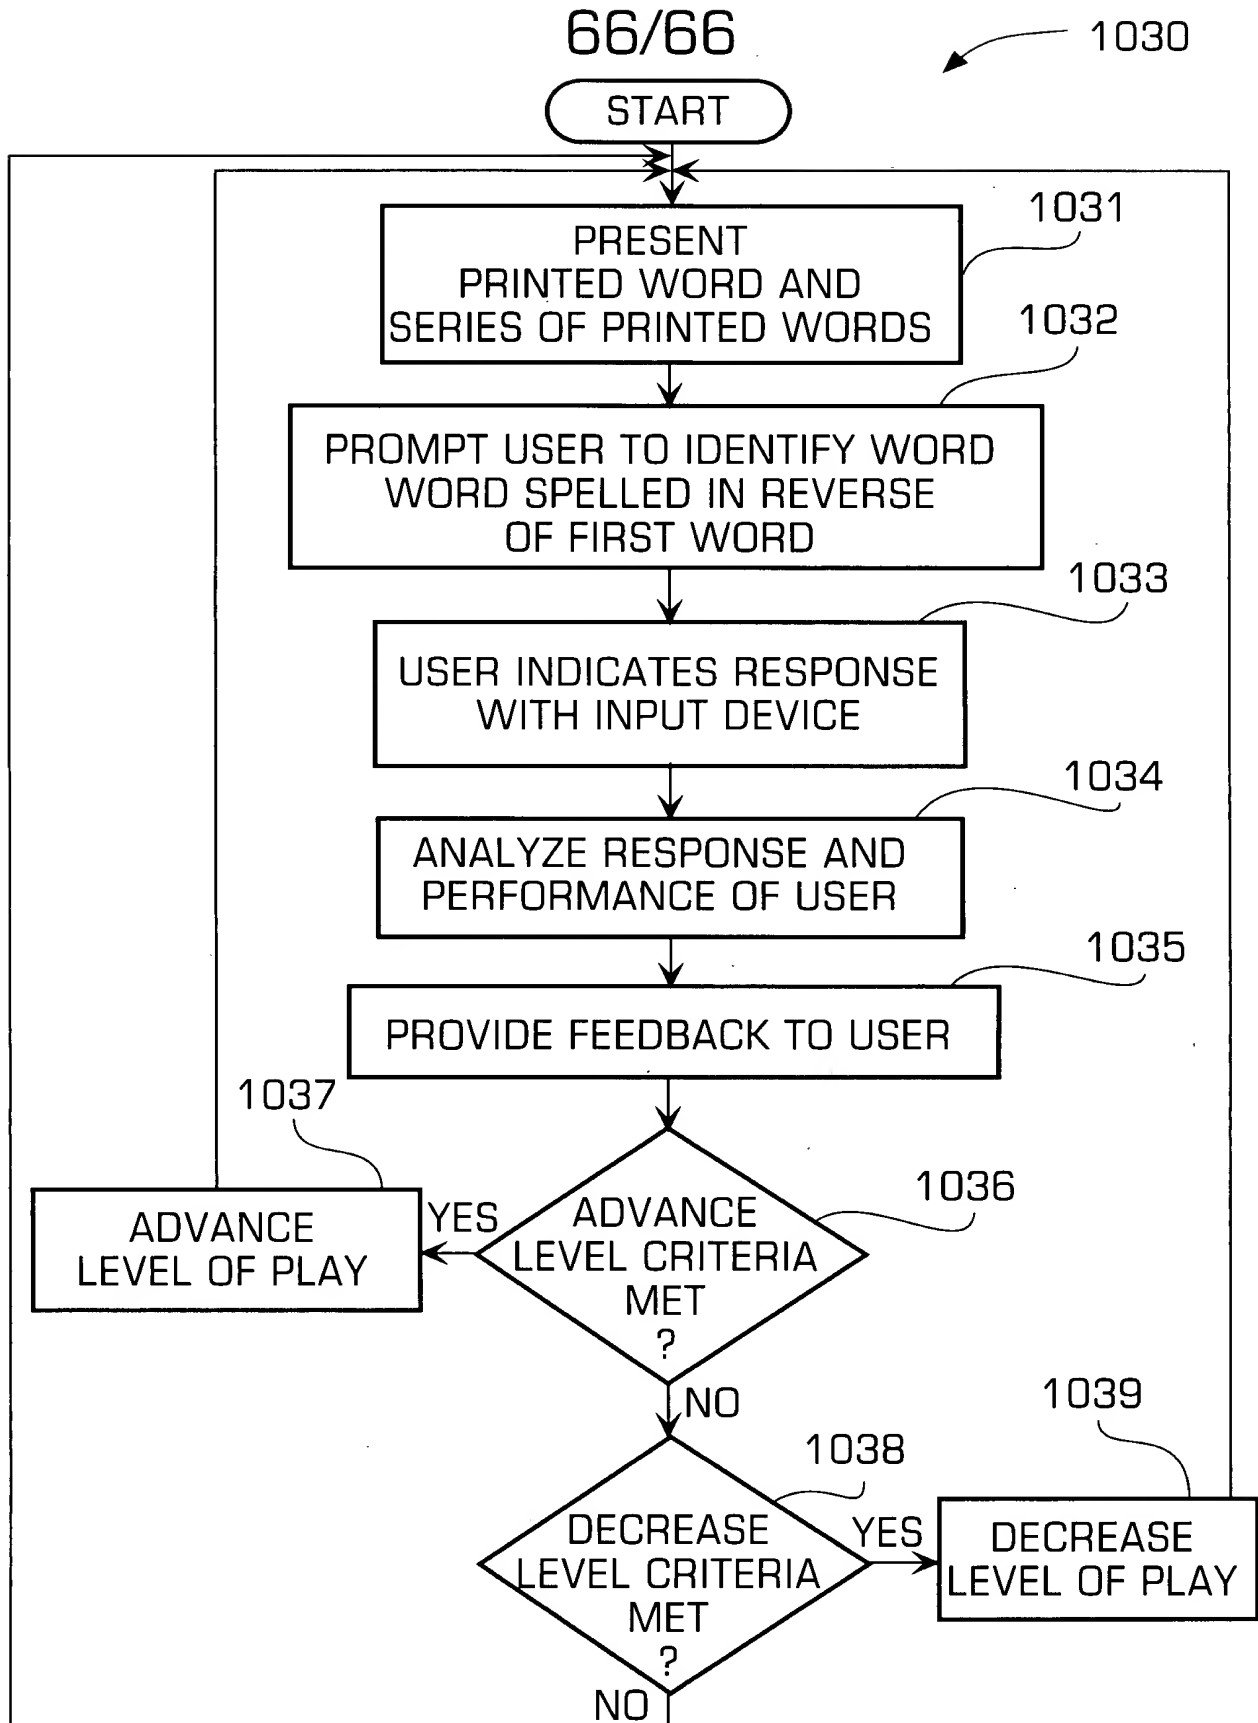 66/66
1030
START
1031
PRESENT
PRINTED WORD AND
SERIES OF PRINTED WORDS
1032
PROMPT USER TO IDENTIFY WORD
WORD SPELLED IN REVERSE
OF FIRST WORD
1033
USER INDICATES RESPONSE
WITH INPUT DEVICE
1034
ANALYZE RESPONSE AND
PERFORMANCE OF USER
1035
PROVIDE FEEDBACK TO USER
1037
1036
ADVANCE
LEVEL OF PLAY
YES
ADVANCE
LEVEL CRITERIA
MET
?
NO
1039
1038
DECREASE
LEVEL CRITERIA
MET
?
YES
DECREASE
LEVEL OF PLAY
NO